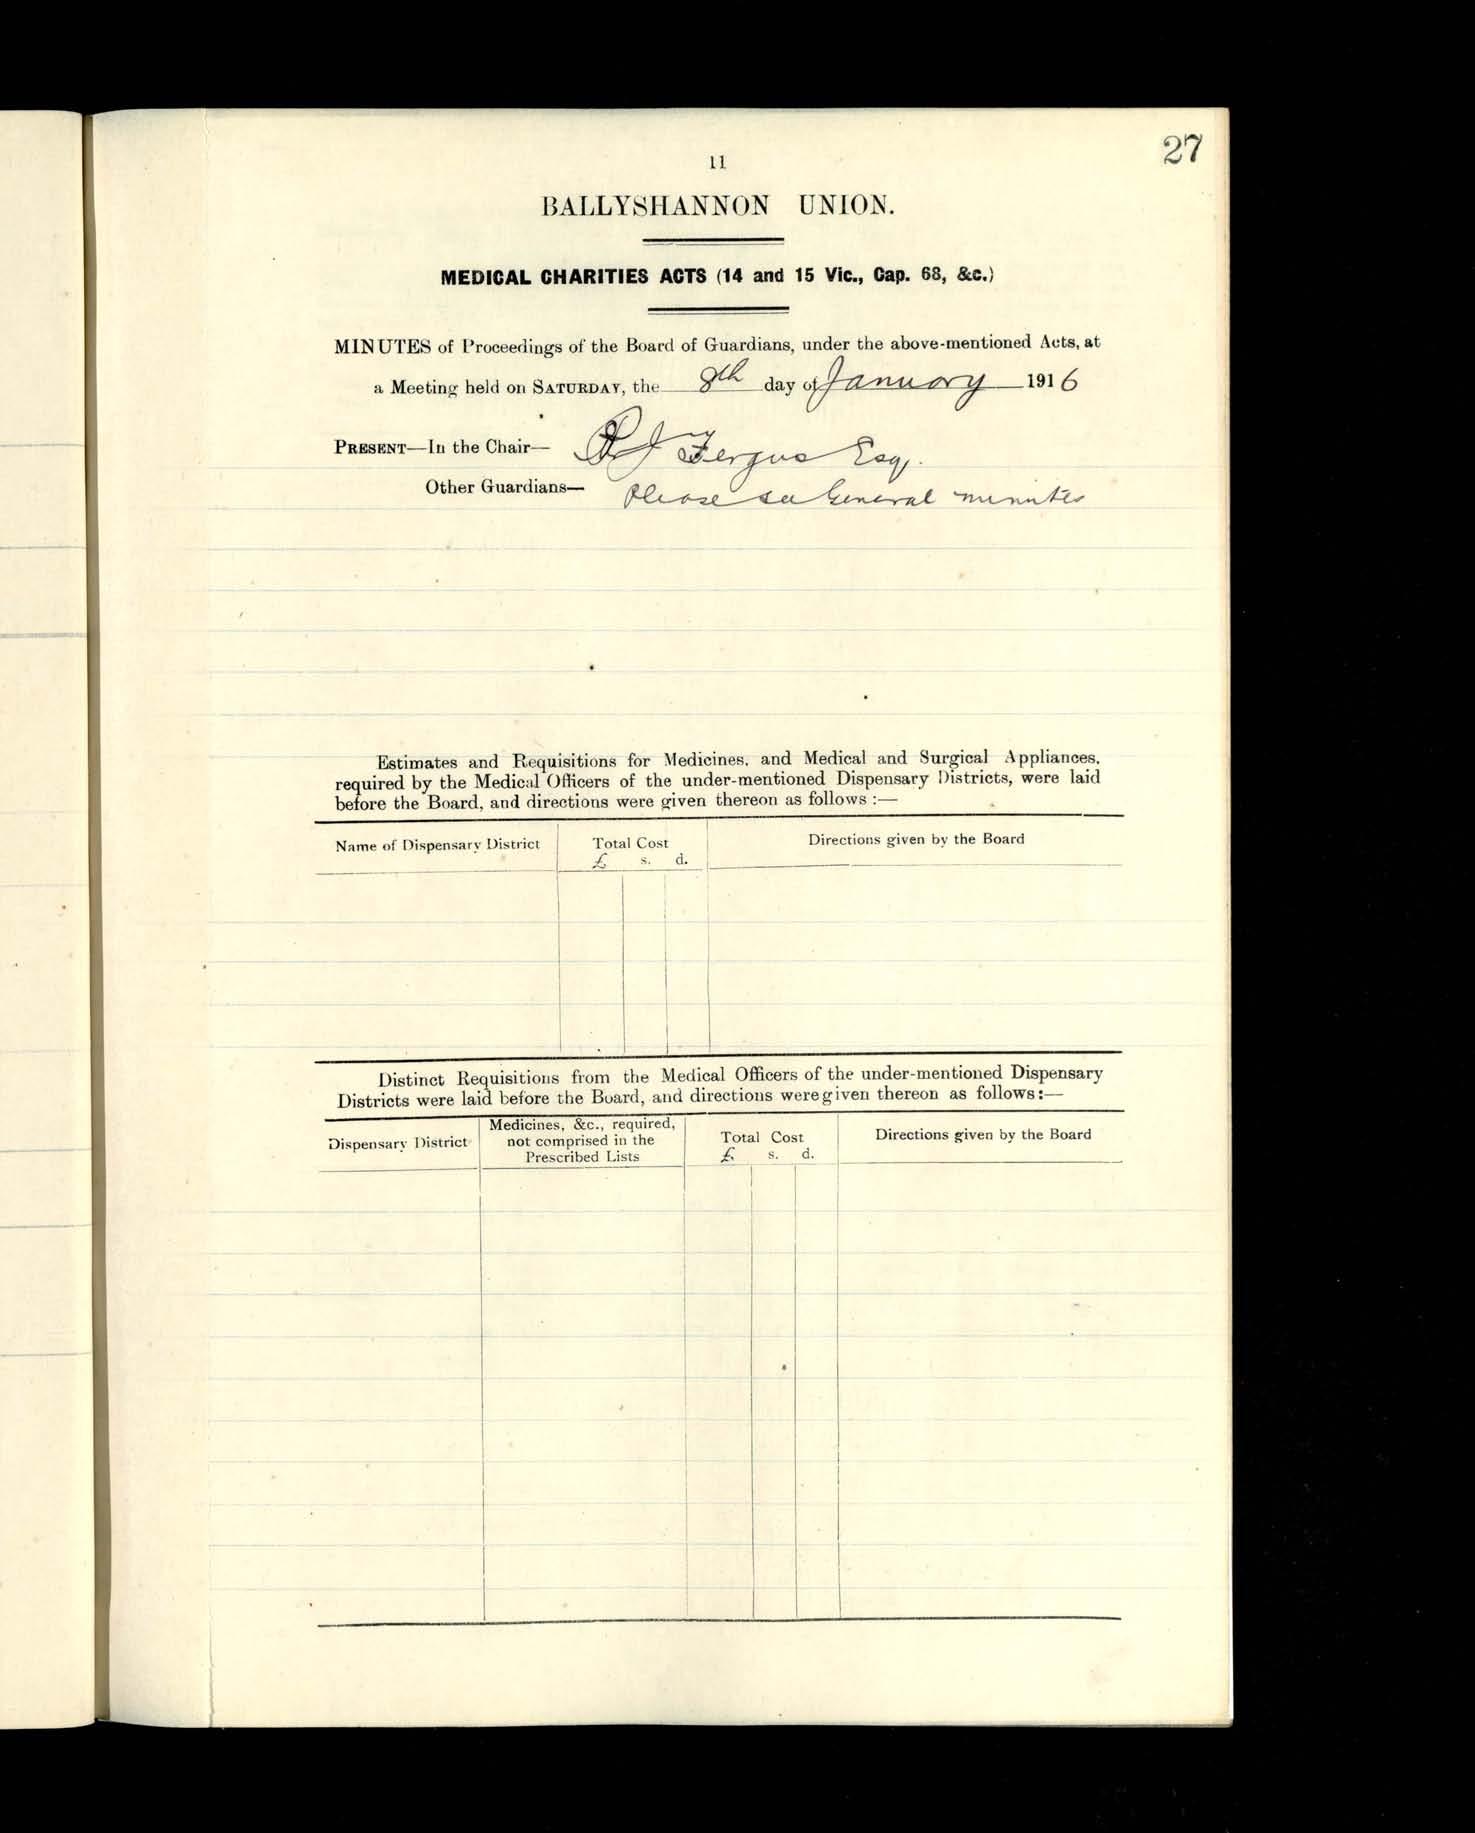 27
11
BALLYSHANNON UNION.
MEDICAL CHARITIES ACTS (14 and 15 Vic., Cap. 68, &c.)
MINUTES of Proceedings of the Board of Guardians, under the above-mentioned Acts, at
a Meeting held on SATURDAY, the 8th day of January 1916
PRESENT—In the Chair— P J Fergus Esq.
Other Guardians— Please see General minutes
Estimates and Requisitions for Medicines, and Medical and Surgical Appliances,
required by the Medical Officers of the under-mentioned Dispensary Districts, were laid
before the Board, and directions were given thereon as follows :—
Name of Dispensary District Total Cost Directions given by the Board
£ s. d.
Distinct Requisitions from the Medical Officers of the under-mentioned Dispensary
Districts were laid before the Board, and directions were given thereon as follows:—
Dispensary District
Medicines, &c., required,
not comprised in the
Prescribed Lists
Total Cost
£ s. d.
Directions given by the Board